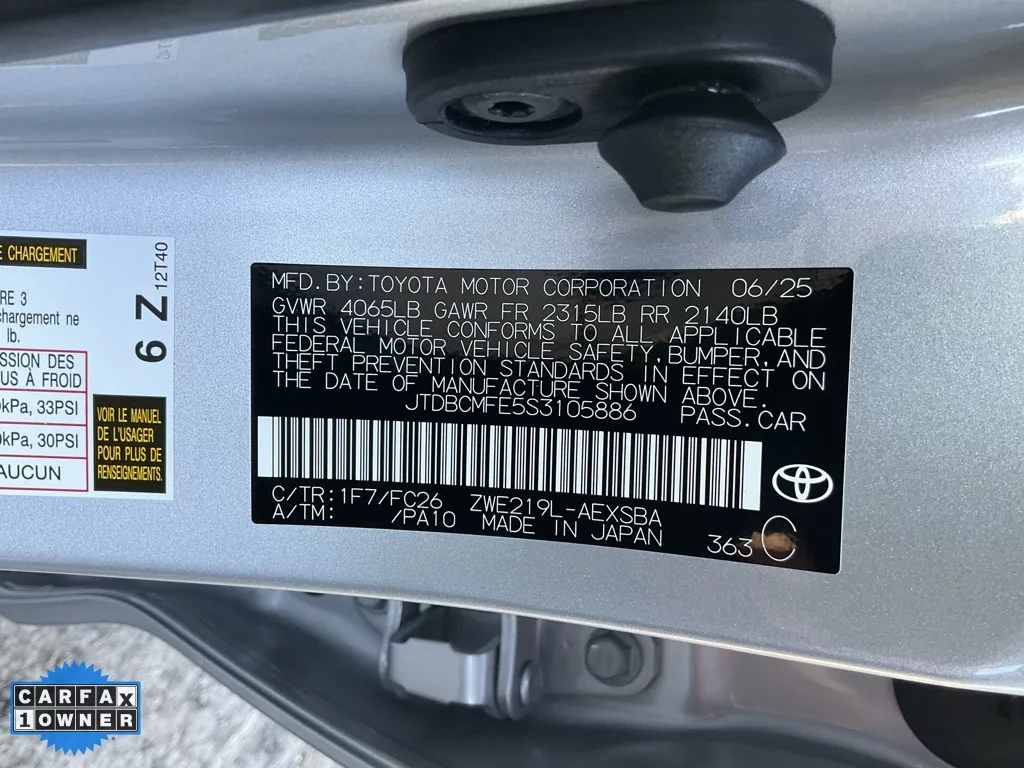 E CHARGEMENT
RE 3
chargement ne
lb.
SSION DES
US À FROID
kPa, 33PSI
kPa, 30PSI
AUCUN
VOIR LE MANUEL
DE L'USAGER
POUR PLUS DE
RENSEIGNEMENTS.
6 Z
12T40
MFD. BY: TOYOTA MOTOR CORPORATION 06/25
GVWR 4065LB GAWR FR 2315LB RR 2140LB
THIS VEHICLE CONFORMS TO ALL APPLICABLE
FEDERAL MOTOR VEHICLE SAFETY, BUMPER, AND
THEFT PREVENTION STANDARDS IN EFFECT ON
THE DATE OF MANUFACTURE SHOWN ABOVE.
JTDBCMFE5S3105886 PASS.CAR
C/TR: 1F7/FC26 ZWE219L-AEXSBA
A/TM: /PA10 MADE IN JAPAN
363 C
CARFAX
1 OWNER